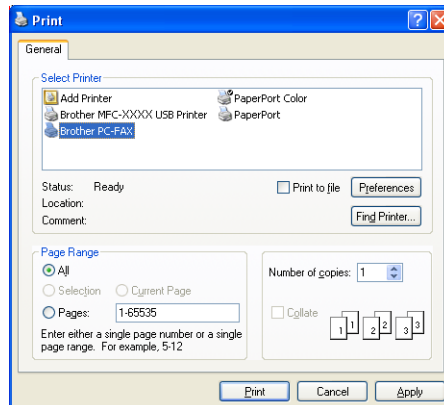 Print
General
Select Printer
Add Printer
PaperPort Color
Brother MFC-XXXX USB Printer
PaperPort
Brother PC-FAX
Status: Ready
Print to file
Preferences
Location:
Comment:
Find Printer...
Page Range
All
Selection
Current Page
Pages: 1-65535
Enter either a single page number or a single
page range. For example, 5-12
Number of copies: 1
Collate
1 1 2 2 3 3
Print
Cancel
Apply